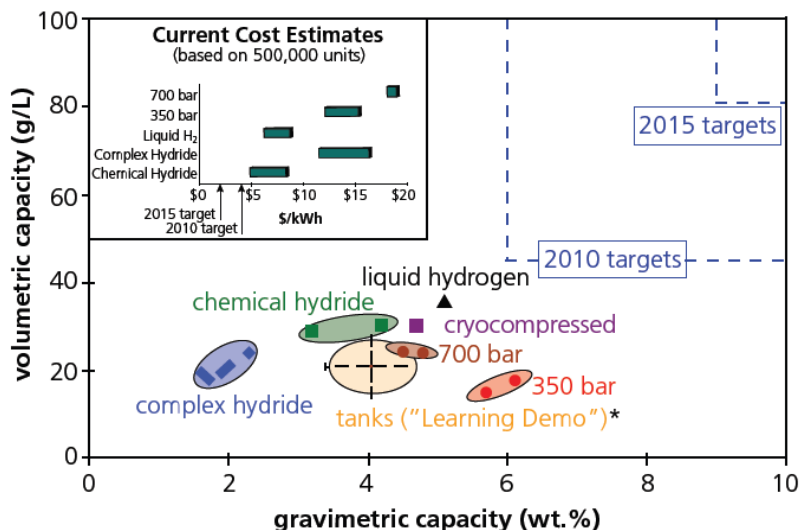 Current Cost Estimates
(based on 500,000 units)
700 bar
350 bar
Liquid H₂
Complex Hydride
Chemical Hydride
$0 $5 $10 $15 $20
2015 target
2010 target
$/kWh
volumetric capacity (g/L)
100
80
60
40
20
0
2015 targets
2010 targets
liquid hydrogen
chemical hydride
cryocompressed
700 bar
350 bar
complex hydride
tanks ("Learning Demo")*
0 2 4 6 8 10
gravimetric capacity (wt.%)